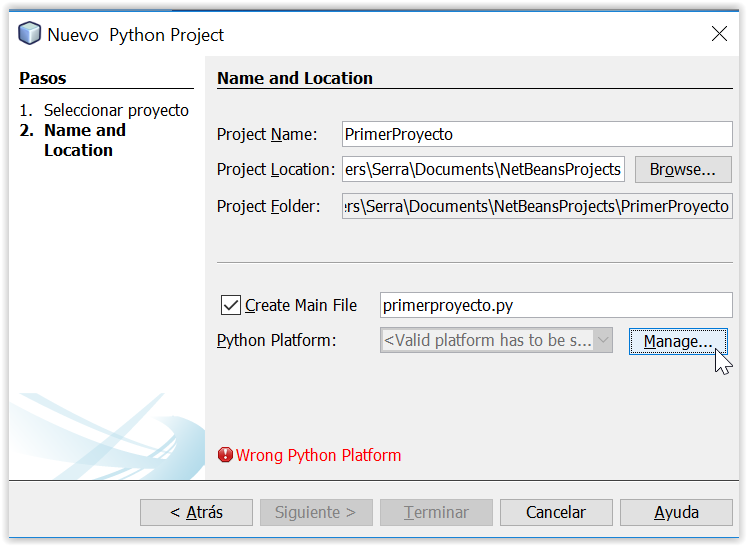 Nuevo Python Project
Pasos
1. Seleccionar proyecto
2. Name and
Location
Name and Location
Project Name: PrimerProyecto
Project Location: ers\Serra\Documents\NetBeansProjects Browse...
Project Folder: ers\Serra\Documents\NetBeansProjects\PrimerProyecto
Create Main File primerproyecto.py
Python Platform: <Valid platform has to be s... Manage...
Wrong Python Platform
< Atrás Siguiente > Terminar Cancelar Ayuda